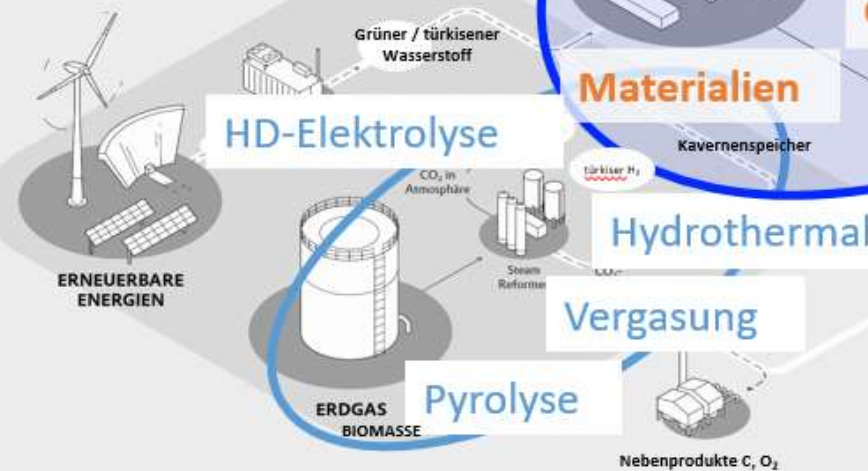 Grüner / türkisener
Wasserstoff
Materialien
HD-Elektrolyse
Kavernenspeicher
CO₂ in
Atmosphäre
türkiser H₂
Hydrothermal
Steam
Reformer
ERNEUERBARE
ENERGIEN
Vergasung
ERDGAS
BIOMASSE
Pyrolyse
Nebenprodukte C, O₂